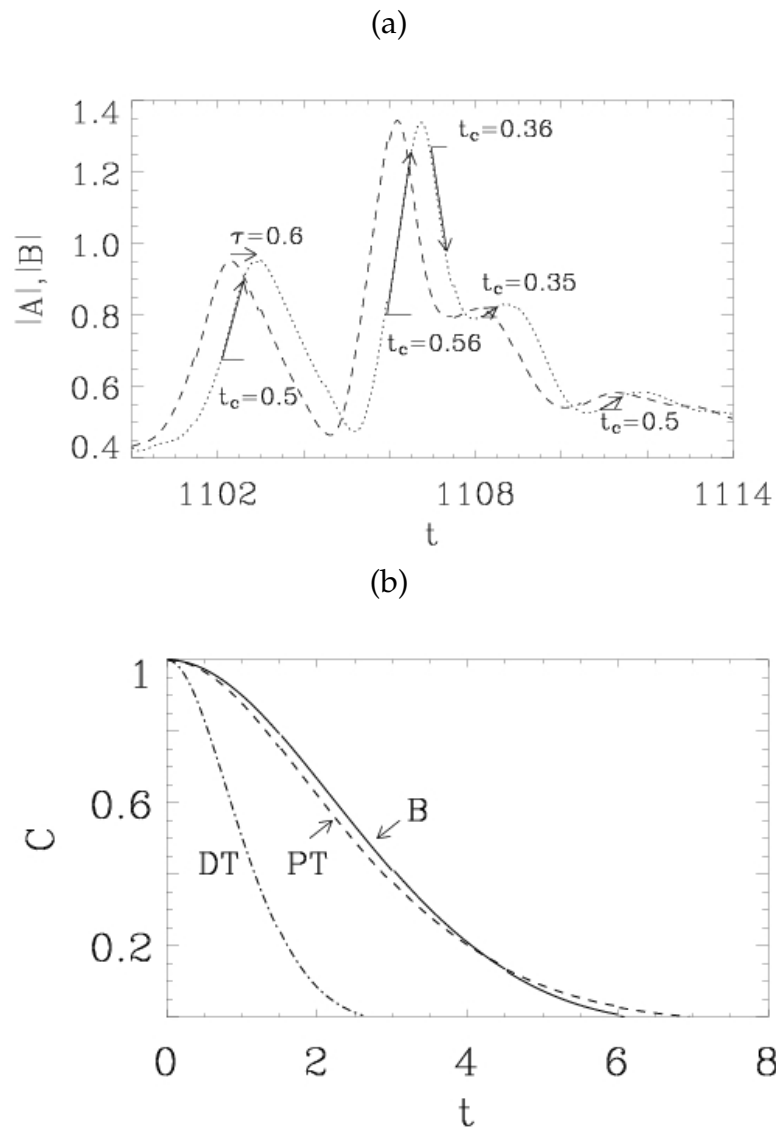 (a)
1.4
1.2
1.0
0.8
0.6
0.4
|A|,|B|
t_c=0.36
τ=0.6
t_c=0.35
t_c=0.56
t_c=0.5
t_c=0.5
1102
1108
1114
t
(b)
1
0.6
0.2
C
B
DT
PT
0
2
4
6
8
t